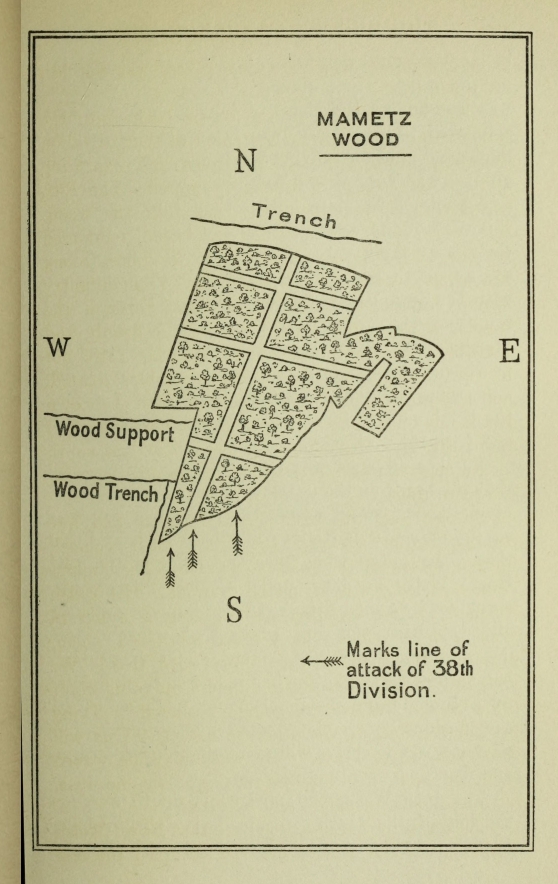 MAMETZ
WOOD
N
Trench
W
E
Wood Support
Wood Trench
S
Marks line of
attack of 38th
Division.